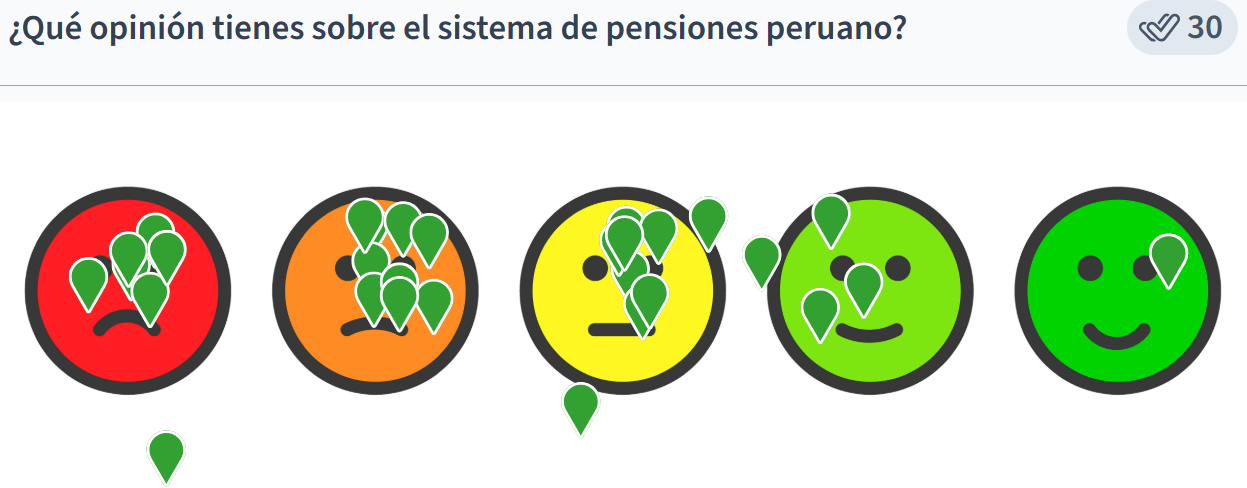 ¿Qué opinión tienes sobre el sistema de pensiones peruano?
30